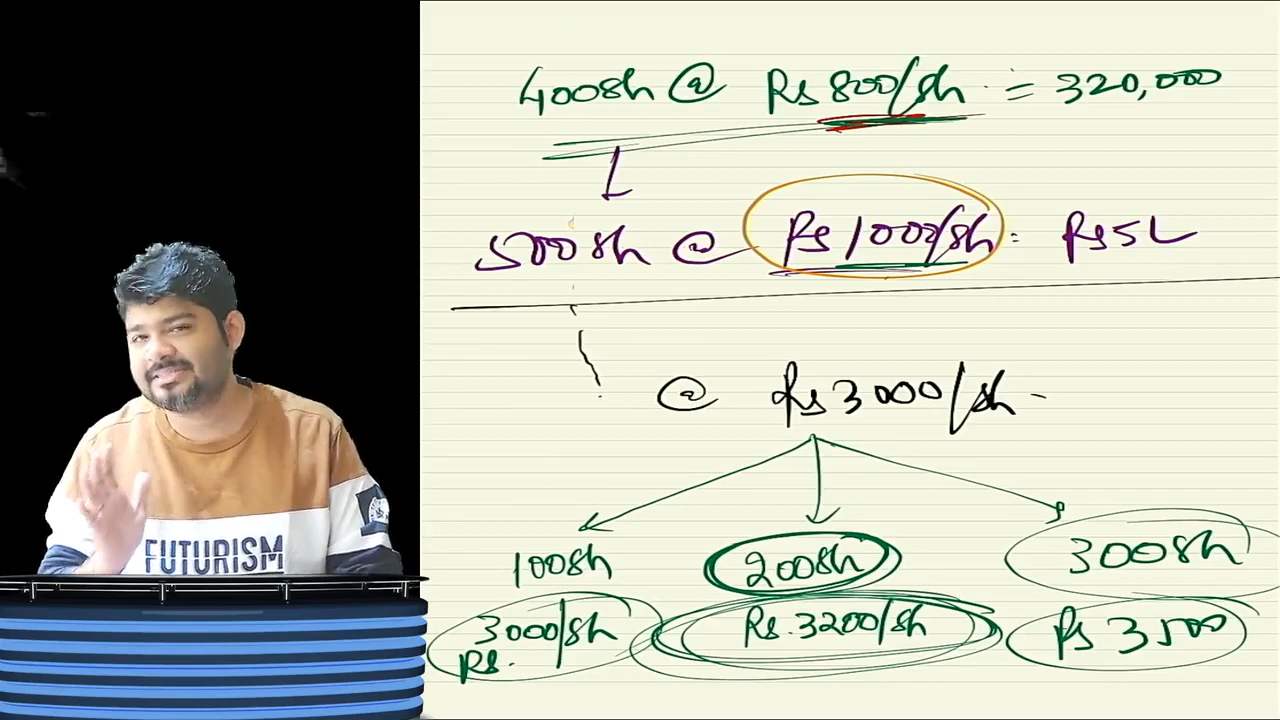 400sh @ Rs 800/sh = 320,000
500sh @ Rs 1000/sh = Rs 5L
@ Rs 3000/sh
100sh 200sh 300sh
3000/sh Rs. 3200/sh Rs 3500
Rs.
FUTURISM